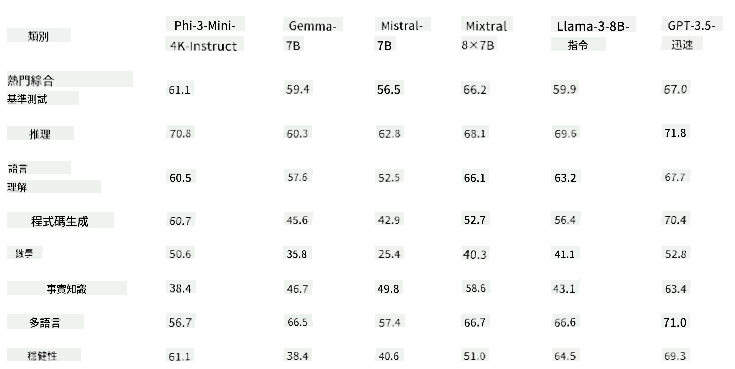 類別 Phi-3-Mini- Gemma- Mistral- Mixtral Llama-3-8B- GPT-3.5-
4K-Instruct 7B 7B 8×7B 指令 迅速
熱門綜合
基準測試 61.1 59.4 56.5 66.2 59.9 67.0
推理 70.8 60.3 62.8 68.1 69.6 71.8
語言
理解 60.5 57.6 52.5 66.1 63.2 67.7
程式碼生成 60.7 45.6 42.9 52.7 56.4 70.4
數學 50.6 35.8 25.4 40.3 41.1 52.8
事實知識 38.4 46.7 49.8 58.6 43.1 63.4
多語言 56.7 66.5 57.4 66.7 66.6 71.0
穩健性 61.1 38.4 40.6 51.0 64.5 69.3